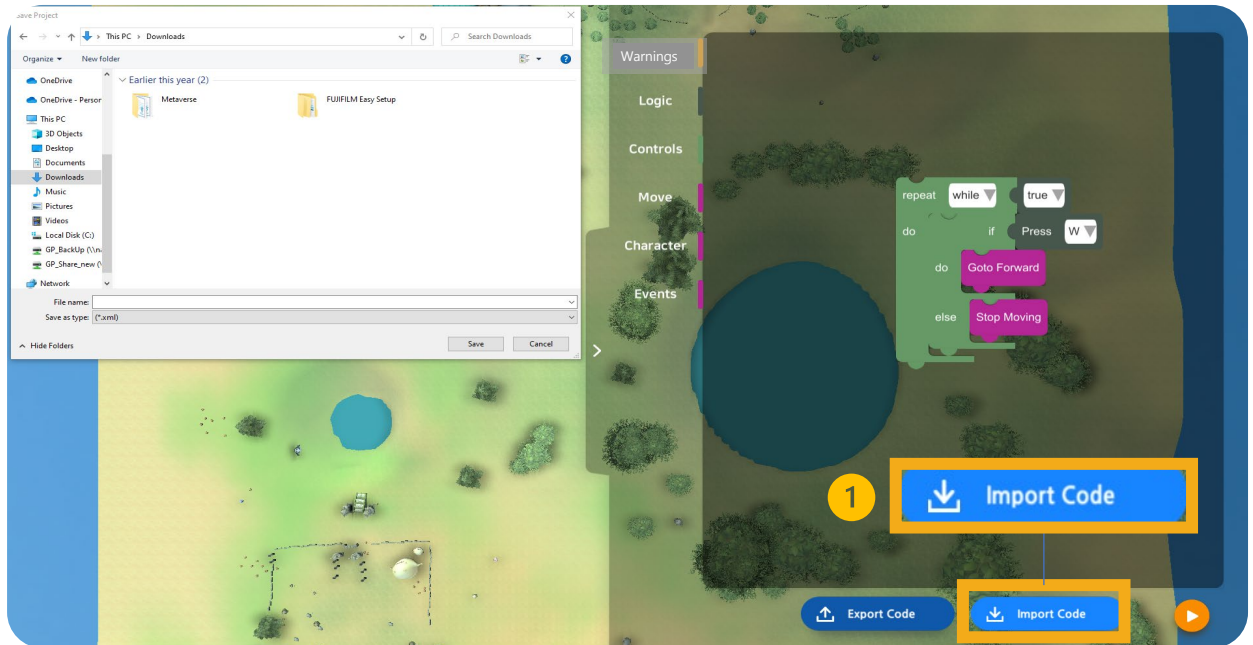 Save Project
This PC > Downloads
Search Downloads
Organize
New folder
OneDrive
OneDrive - Person
This PC
3D Objects
Desktop
Documents
Downloads
Music
Pictures
Videos
Local Disk (C:)
GP_BackUp (\\n
GP_Share_new (\
Network
Earlier this year (2)
Metaverse
FUJIFILM Easy Setup
File name:
Save as type: (*.xml)
Hide Folders
Save
Cancel
Warnings
Logic
Controls
Move
Character
Events
repeat while true
do if Press W
do Goto Forward
else Stop Moving
1 Import Code
Export Code
Import Code